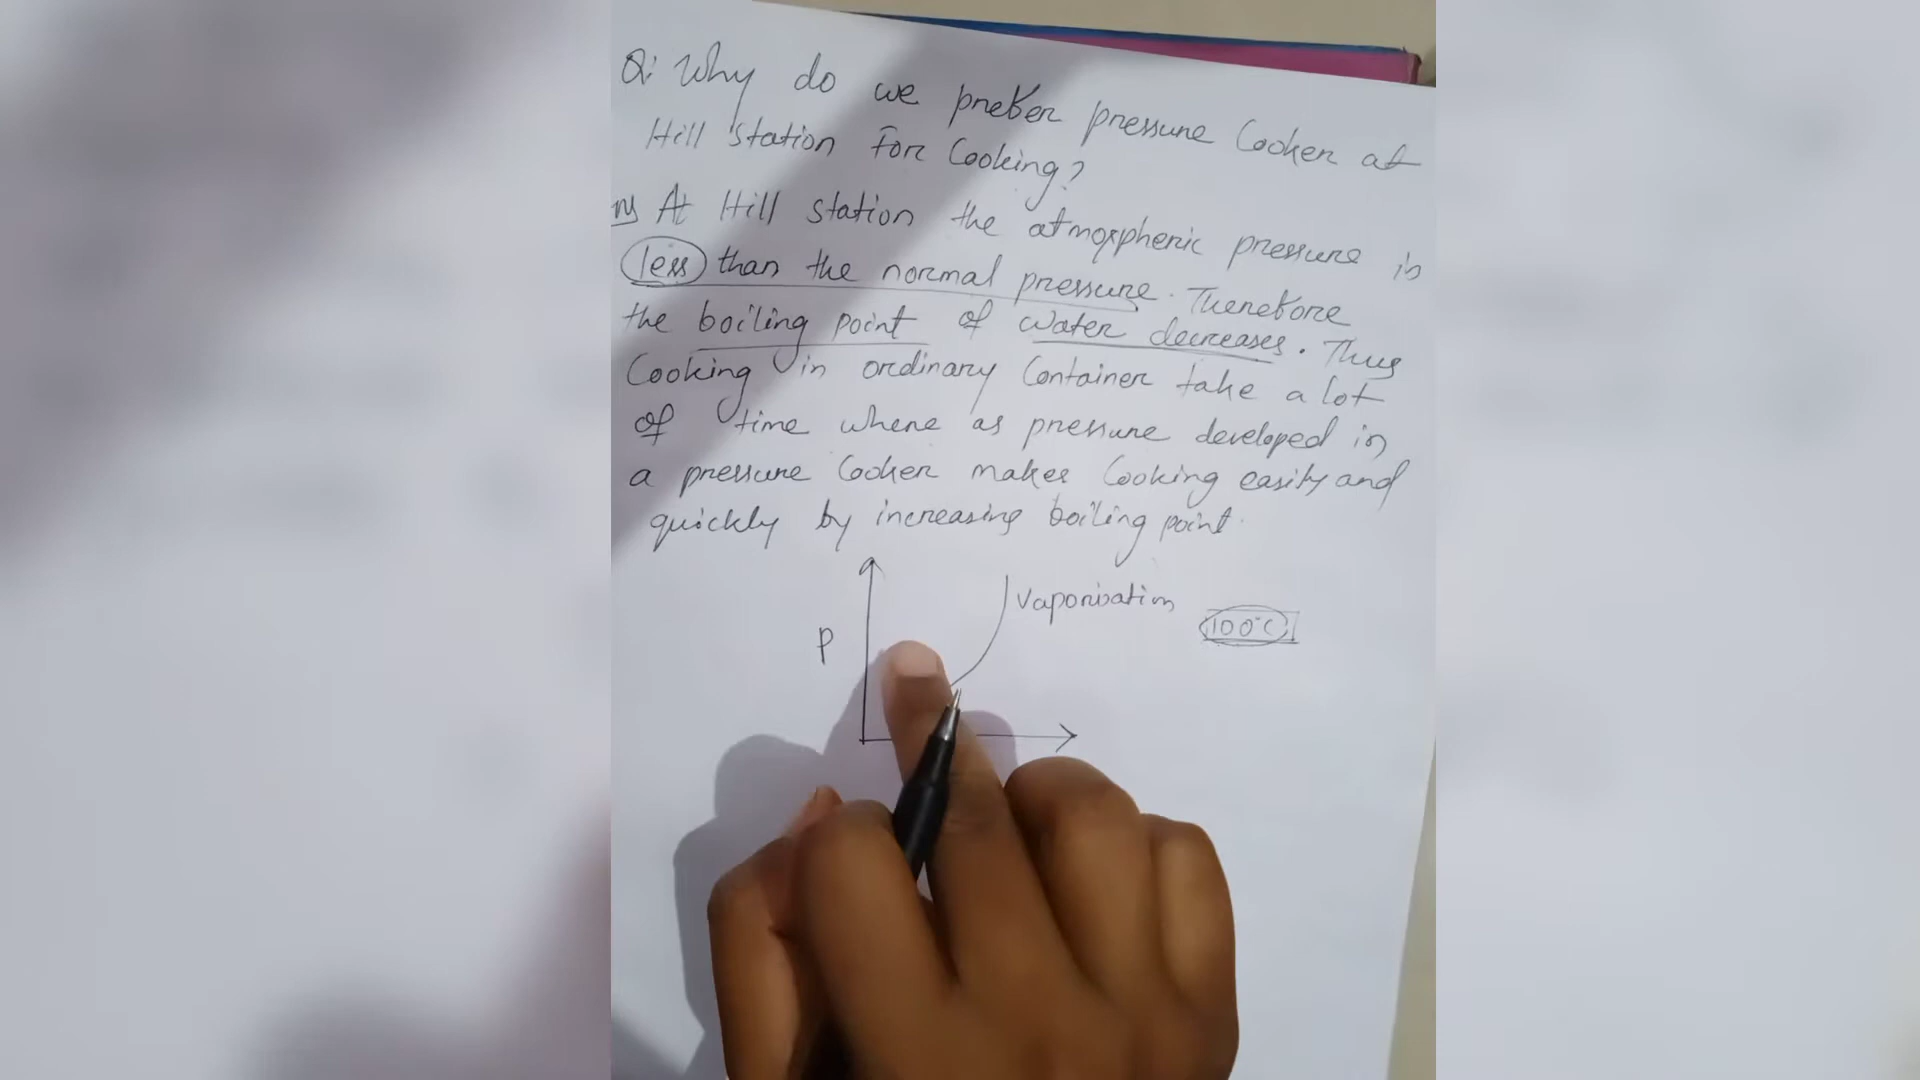 Q: Why do we prefer pressure Cooker at
Hill station For Cooking?
ns At Hill station the atmospheric pressure is
less than the normal pressure. Therefore
the boiling point of water decreases. Thus
Cooking in ordinary Container take a lot
of time where as pressure developed in
a pressure Cooker makes Cooking easily and
quickly by increasing boiling point.
Vaporisation
100°C
P